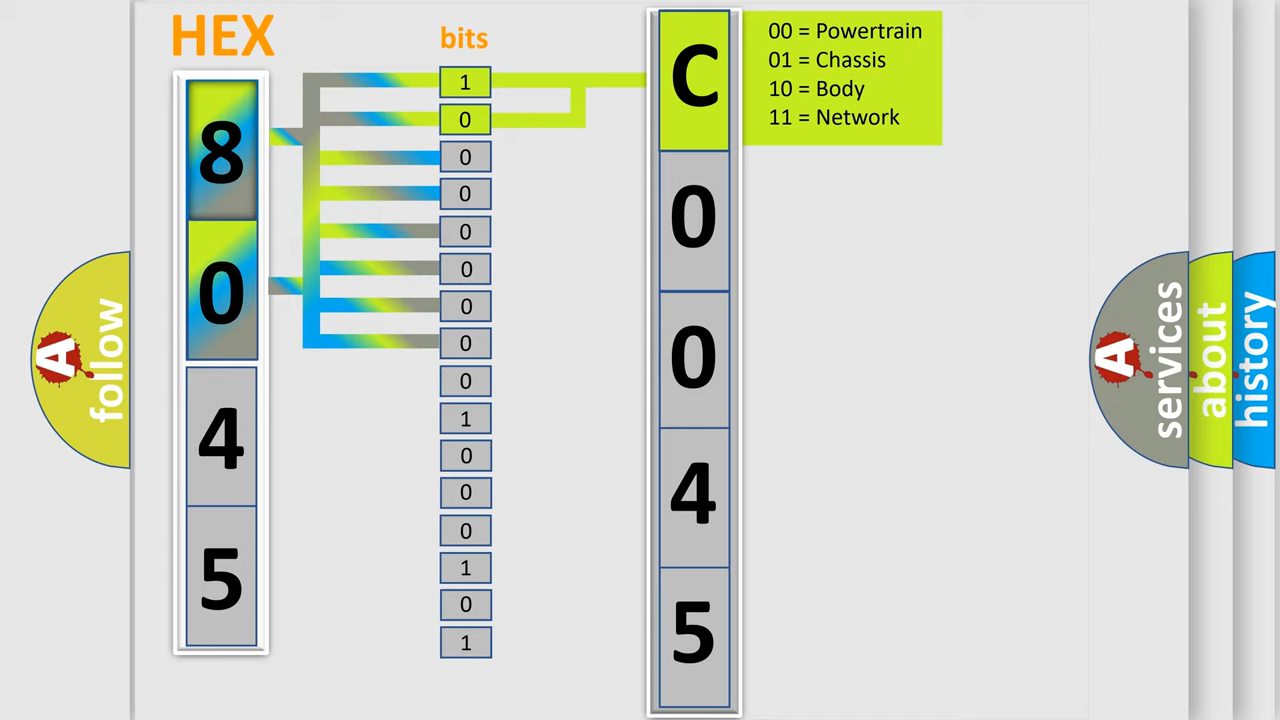 HEX
bits
8
0
4
5
1
0
0
0
0
0
0
0
0
1
0
0
0
1
0
1
C
0
0
4
5
00 = Powertrain
01 = Chassis
10 = Body
11 = Network
A
follow
A
services
about
history